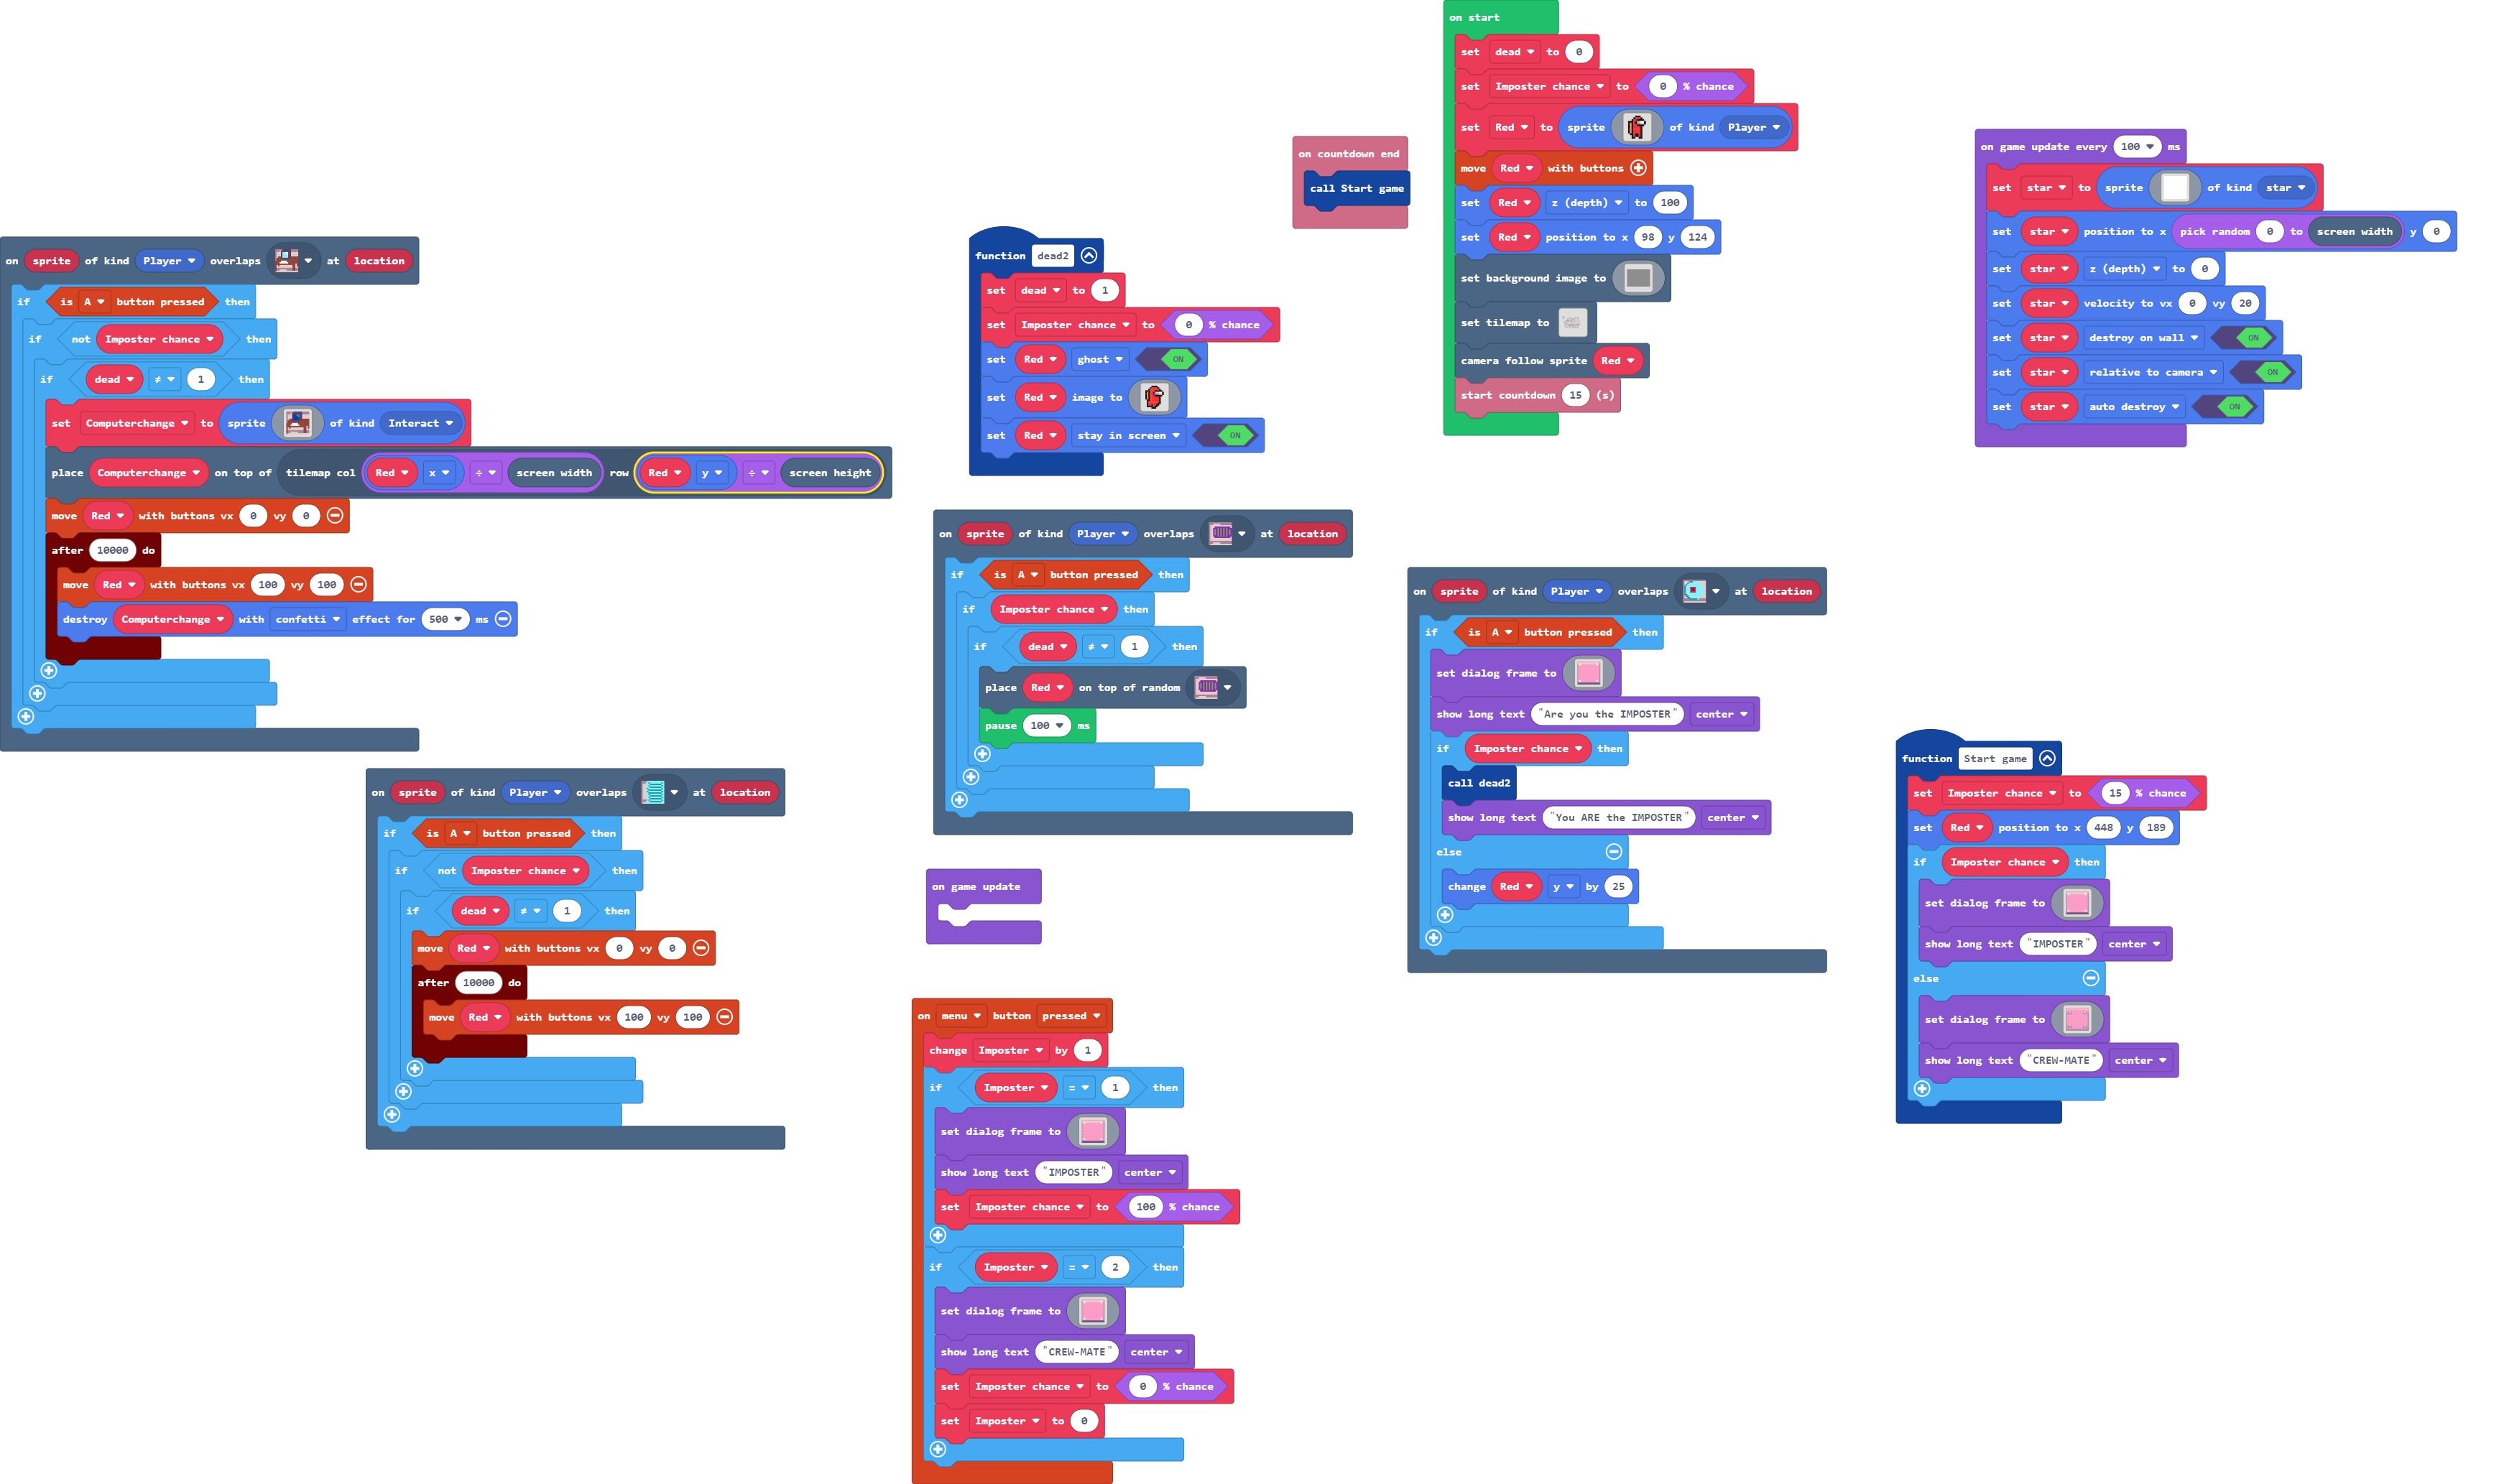 on start
set dead to 0
set Imposter chance to 0 % chance
set Red to sprite of kind Player
move Red with buttons
set Red z (depth) to 100
set Red position to x 98 y 124
set background image to
set tilemap to
camera follow sprite Red
start countdown 15 (s)
on countdown end
call Start game
on game update every 100 ms
set star to sprite of kind star
set star position to x pick random 0 to screen width y 0
set star z (depth) to 0
set star velocity to vx 0 vy 20
set star destroy on wall ON
set star relative to camera ON
set star auto destroy ON
function dead2
set dead to 1
set Imposter chance to 0 % chance
set Red ghost ON
set Red image to
set Red stay in screen ON
on sprite of kind Player overlaps at location
if is A button pressed then
if not Imposter chance then
if dead ≠ 1 then
set Computerchange to sprite of kind Interact
place Computerchange on top of tilemap col Red x ÷ screen width row Red y ÷ screen height
move Red with buttons vx 0 vy 0
after 10000 do
move Red with buttons vx 100 vy 100
destroy Computerchange with confetti effect for 500 ms
on sprite of kind Player overlaps at location
if is A button pressed then
if Imposter chance then
if dead ≠ 1 then
place Red on top of random
pause 100 ms
on sprite of kind Player overlaps at location
if is A button pressed then
set dialog frame to
show long text "Are you the IMPOSTER" center
if Imposter chance then
call dead2
show long text "You ARE the IMPOSTER" center
else
change Red y by 25
function Start game
set Imposter chance to 15 % chance
set Red position to x 448 y 189
if Imposter chance then
set dialog frame to
show long text "IMPOSTER" center
else
set dialog frame to
show long text "CREW-MATE" center
on sprite of kind Player overlaps at location
if is A button pressed then
if not Imposter chance then
if dead ≠ 1 then
move Red with buttons vx 0 vy 0
after 10000 do
move Red with buttons vx 100 vy 100
on game update
on menu button pressed
change Imposter by 1
if Imposter = 1 then
set dialog frame to
show long text "IMPOSTER" center
set Imposter chance to 100 % chance
if Imposter = 2 then
set dialog frame to
show long text "CREW-MATE" center
set Imposter chance to 0 % chance
set Imposter to 0